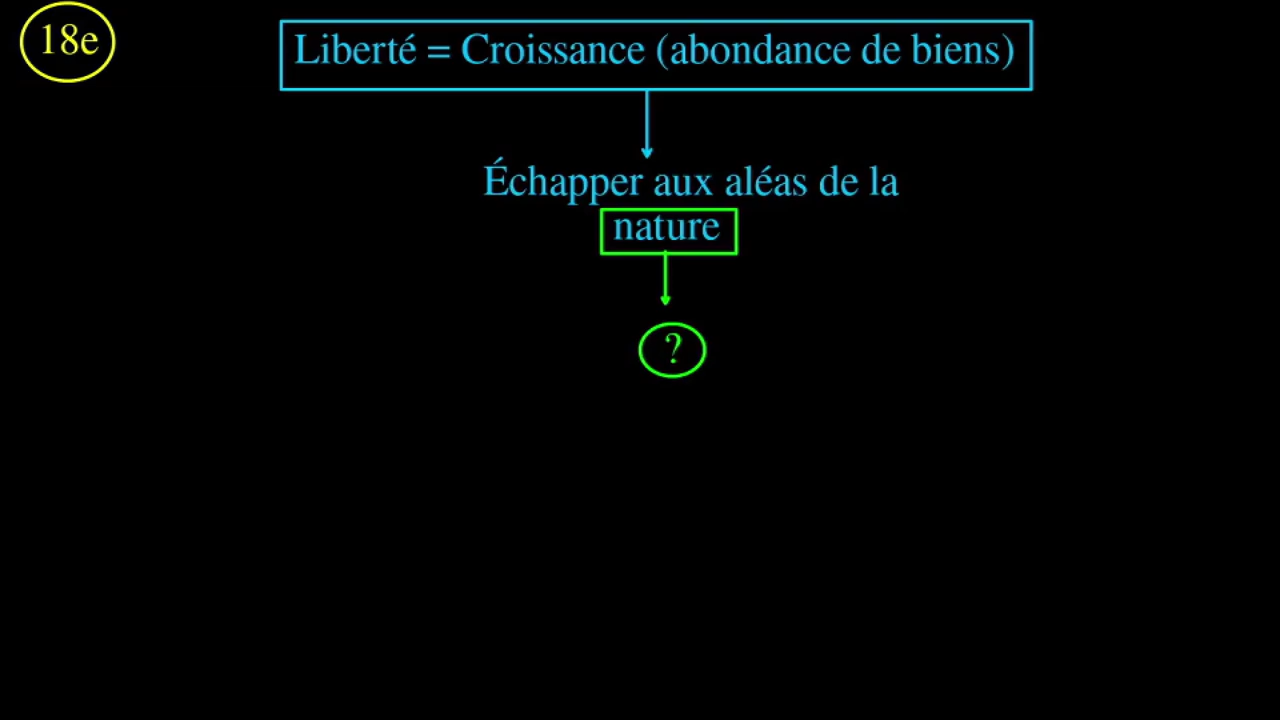 18e
Liberté = Croissance (abondance de biens)
Échapper aux aléas de la
nature
?